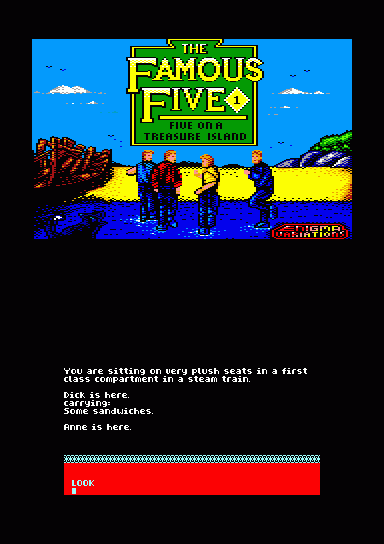 THE
FAMOUS
FIVE 1
FIVE ON A
TREASURE ISLAND
ENIGMA
VARIATIONS
You are sitting on very plush seats in a first
class compartment in a steam train.
Dick is here.
carrying:
Some sandwiches.
Anne is here.
LOOK